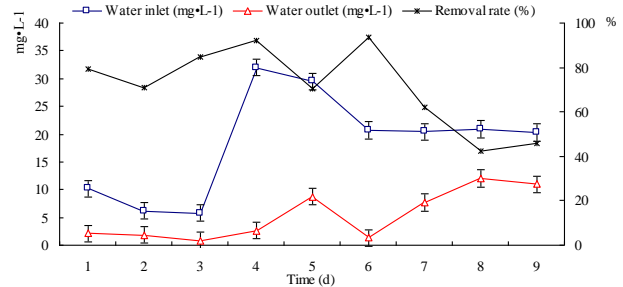 Water inlet (mg•L-1) Water outlet (mg•L-1) Removal rate (%)
mg•L-1
%
40 100
35
30 80
25 60
20
15 40
10
5 20
0 0
1 2 3 4 5 6 7 8 9
Time (d)